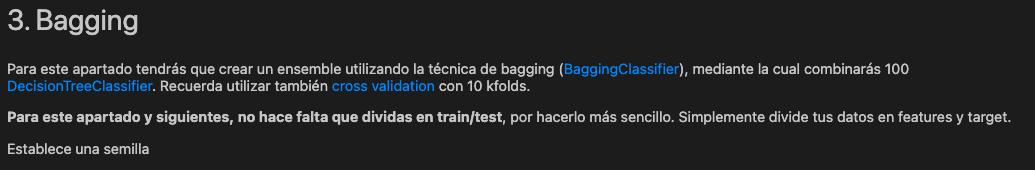 3. Bagging
Para este apartado tendrás que crear un ensemble utilizando la técnica de bagging (BaggingClassifier), mediante la cual combinarás 100
DecisionTreeClassifier. Recuerda utilizar también cross validation con 10 kfolds.
Para este apartado y siguientes, no hace falta que dividas en train/test, por hacerlo más sencillo. Simplemente divide tus datos en features y target.
Establece una semilla